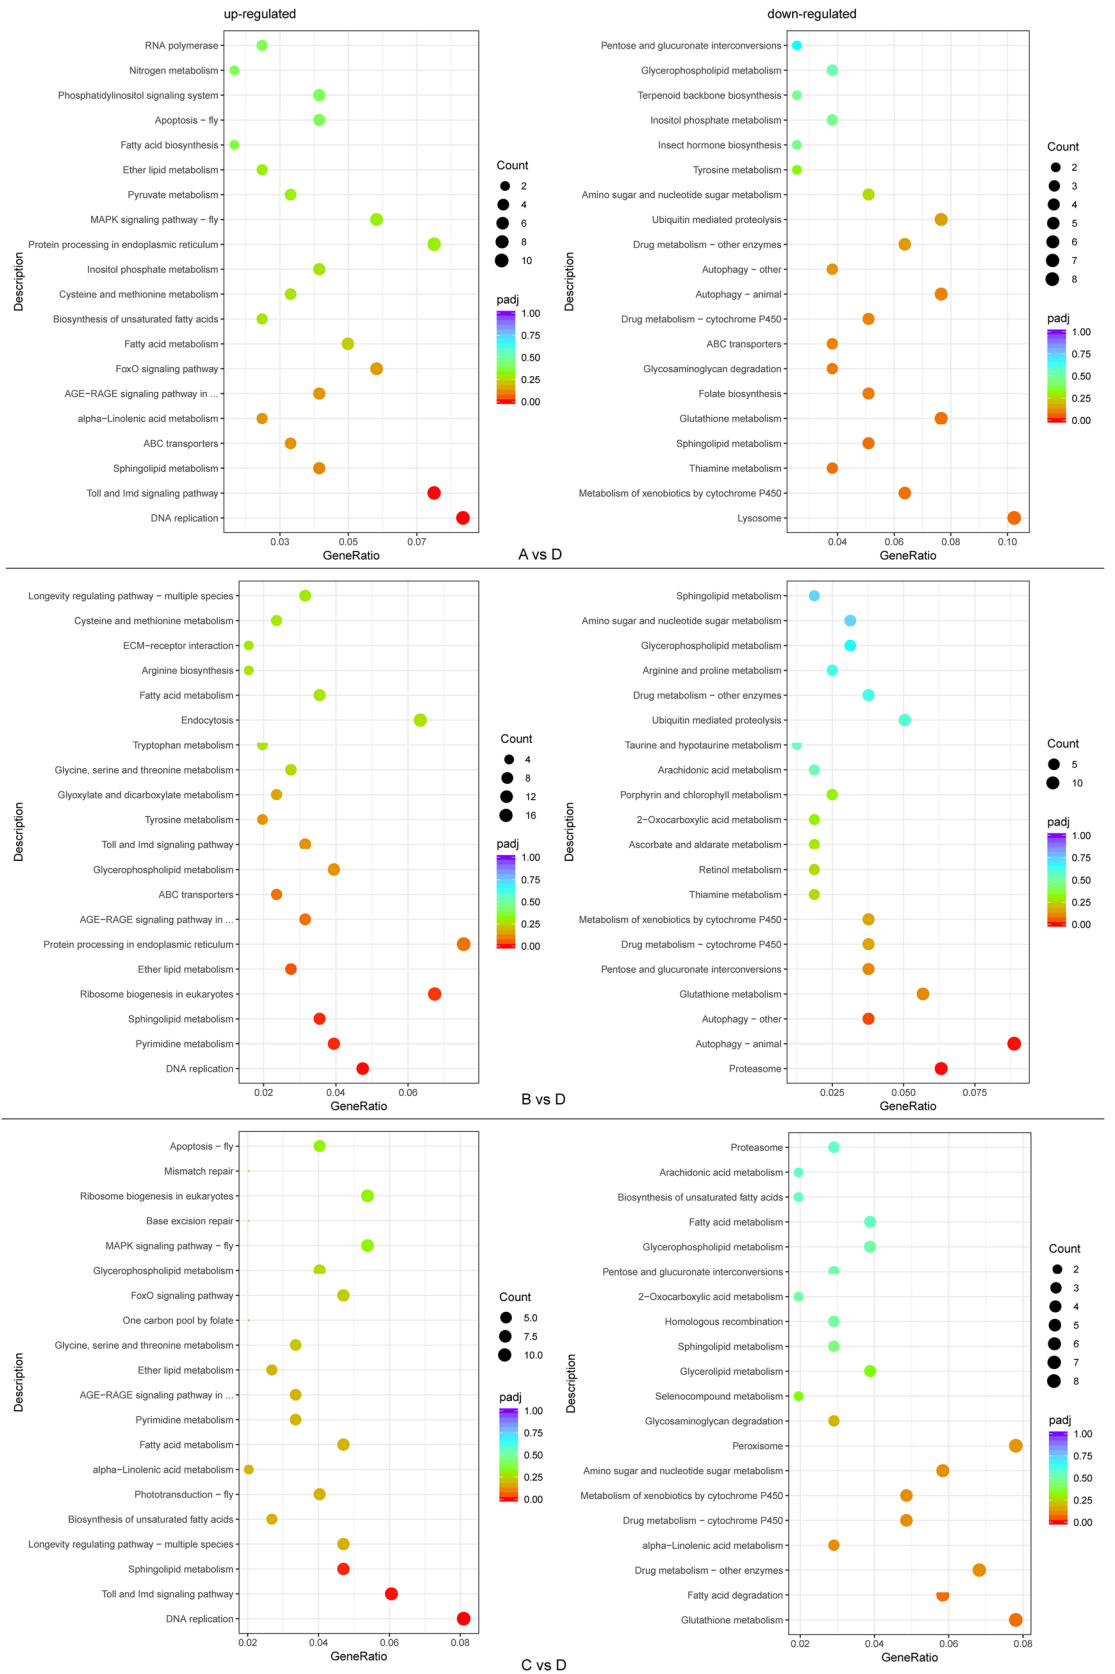 up-regulated
RNA polymerase
Nitrogen metabolism
Phosphatidylinositol signaling system
Apoptosis − fly
Fatty acid biosynthesis
Ether lipid metabolism
Pyruvate metabolism
MAPK signaling pathway − fly
Protein processing in endoplasmic reticulum
Inositol phosphate metabolism
Cysteine and methionine metabolism
Biosynthesis of unsaturated fatty acids
Fatty acid metabolism
FoxO signaling pathway
AGE−RAGE signaling pathway in ...
alpha−Linolenic acid metabolism
ABC transporters
Sphingolipid metabolism
Toll and Imd signaling pathway
DNA replication
Description
0.03 0.05 0.07
GeneRatio
Count
2
4
6
8
10
padj
1.00
0.75
0.50
0.25
0.00
down-regulated
Pentose and glucuronate interconversions
Glycerophospholipid metabolism
Terpenoid backbone biosynthesis
Inositol phosphate metabolism
Insect hormone biosynthesis
Tyrosine metabolism
Amino sugar and nucleotide sugar metabolism
Ubiquitin mediated proteolysis
Drug metabolism − other enzymes
Autophagy − other
Autophagy − animal
Drug metabolism − cytochrome P450
ABC transporters
Glycosaminoglycan degradation
Folate biosynthesis
Glutathione metabolism
Sphingolipid metabolism
Thiamine metabolism
Metabolism of xenobiotics by cytochrome P450
Lysosome
Description
0.04 0.06 0.08 0.10
GeneRatio
Count
2
3
4
5
6
7
8
padj
1.00
0.75
0.50
0.25
0.00
A vs D
Longevity regulating pathway − multiple species
Cysteine and methionine metabolism
ECM−receptor interaction
Arginine biosynthesis
Fatty acid metabolism
Endocytosis
Tryptophan metabolism
Glycine, serine and threonine metabolism
Glyoxylate and dicarboxylate metabolism
Tyrosine metabolism
Toll and Imd signaling pathway
Glycerophospholipid metabolism
ABC transporters
AGE−RAGE signaling pathway in ...
Protein processing in endoplasmic reticulum
Ether lipid metabolism
Ribosome biogenesis in eukaryotes
Sphingolipid metabolism
Pyrimidine metabolism
DNA replication
Description
0.02 0.04 0.06
GeneRatio
Count
4
8
12
16
padj
1.00
0.75
0.50
0.25
0.00
Sphingolipid metabolism
Amino sugar and nucleotide sugar metabolism
Glycerophospholipid metabolism
Arginine and proline metabolism
Drug metabolism − other enzymes
Ubiquitin mediated proteolysis
Taurine and hypotaurine metabolism
Arachidonic acid metabolism
Porphyrin and chlorophyll metabolism
2−Oxocarboxylic acid metabolism
Ascorbate and aldarate metabolism
Retinol metabolism
Thiamine metabolism
Metabolism of xenobiotics by cytochrome P450
Drug metabolism − cytochrome P450
Pentose and glucuronate interconversions
Glutathione metabolism
Autophagy − other
Autophagy − animal
Proteasome
Description
0.025 0.050 0.075
GeneRatio
Count
5
10
padj
1.00
0.75
0.50
0.25
0.00
B vs D
Apoptosis − fly
Mismatch repair
Ribosome biogenesis in eukaryotes
Base excision repair
MAPK signaling pathway − fly
Glycerophospholipid metabolism
FoxO signaling pathway
One carbon pool by folate
Glycine, serine and threonine metabolism
Ether lipid metabolism
AGE−RAGE signaling pathway in ...
Pyrimidine metabolism
Fatty acid metabolism
alpha−Linolenic acid metabolism
Phototransduction − fly
Biosynthesis of unsaturated fatty acids
Longevity regulating pathway − multiple species
Sphingolipid metabolism
Toll and Imd signaling pathway
DNA replication
Description
0.02 0.04 0.06 0.08
GeneRatio
Count
5.0
7.5
10.0
padj
1.00
0.75
0.50
0.25
0.00
Proteasome
Arachidonic acid metabolism
Biosynthesis of unsaturated fatty acids
Fatty acid metabolism
Glycerophospholipid metabolism
Pentose and glucuronate interconversions
2−Oxocarboxylic acid metabolism
Homologous recombination
Sphingolipid metabolism
Glycerolipid metabolism
Selenocompound metabolism
Glycosaminoglycan degradation
Peroxisome
Amino sugar and nucleotide sugar metabolism
Metabolism of xenobiotics by cytochrome P450
Drug metabolism − cytochrome P450
alpha−Linolenic acid metabolism
Drug metabolism − other enzymes
Fatty acid degradation
Glutathione metabolism
Description
0.02 0.04 0.06 0.08
GeneRatio
Count
2
3
4
5
6
7
8
padj
1.00
0.75
0.50
0.25
0.00
C vs D